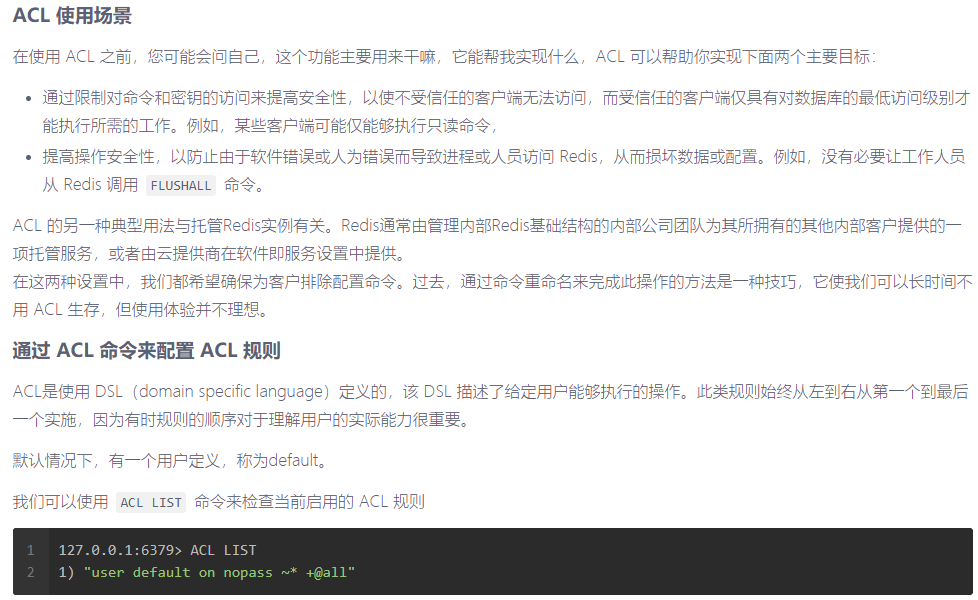 ACL 使用场景
在使用 ACL 之前，您可能会问自己，这个功能主要用来干嘛，它能帮我实现什么，ACL 可以帮助你实现下面两个主要目标：
• 通过限制对命令和密钥的访问来提高安全性，以使不受信任的客户端无法访问，而受信任的客户端仅具有对数据库的最低访问级别才
能执行所需的工作。例如，某些客户端可能仅能够执行只读命令，
• 提高操作安全性，以防止由于软件错误或人为错误而导致进程或人员访问 Redis，从而损坏数据或配置。例如，没有必要让工作人员
从 Redis 调用 FLUSHALL 命令。
ACL 的另一种典型用法与托管Redis实例有关。Redis通常由管理内部Redis基础结构的内部公司团队为其所拥有的其他内部客户提供的一
项托管服务，或者由云提供商在软件即服务设置中提供。
在这两种设置中，我们都希望确保为客户排除配置命令。过去，通过命令重命名来完成此操作的方法是一种技巧，它使我们可以长时间不
用 ACL 生存，但使用体验并不理想。
通过 ACL 命令来配置 ACL 规则
ACL是使用 DSL（domain specific language）定义的，该 DSL 描述了给定用户能够执行的操作。此类规则始终从左到右从第一个到最后
一个实施，因为有时规则的顺序对于理解用户的实际能力很重要。
默认情况下，有一个用户定义，称为default。
我们可以使用 ACL LIST 命令来检查当前启用的 ACL 规则
1 127.0.0.1:6379> ACL LIST
2 1) "user default on nopass ~* +@all"